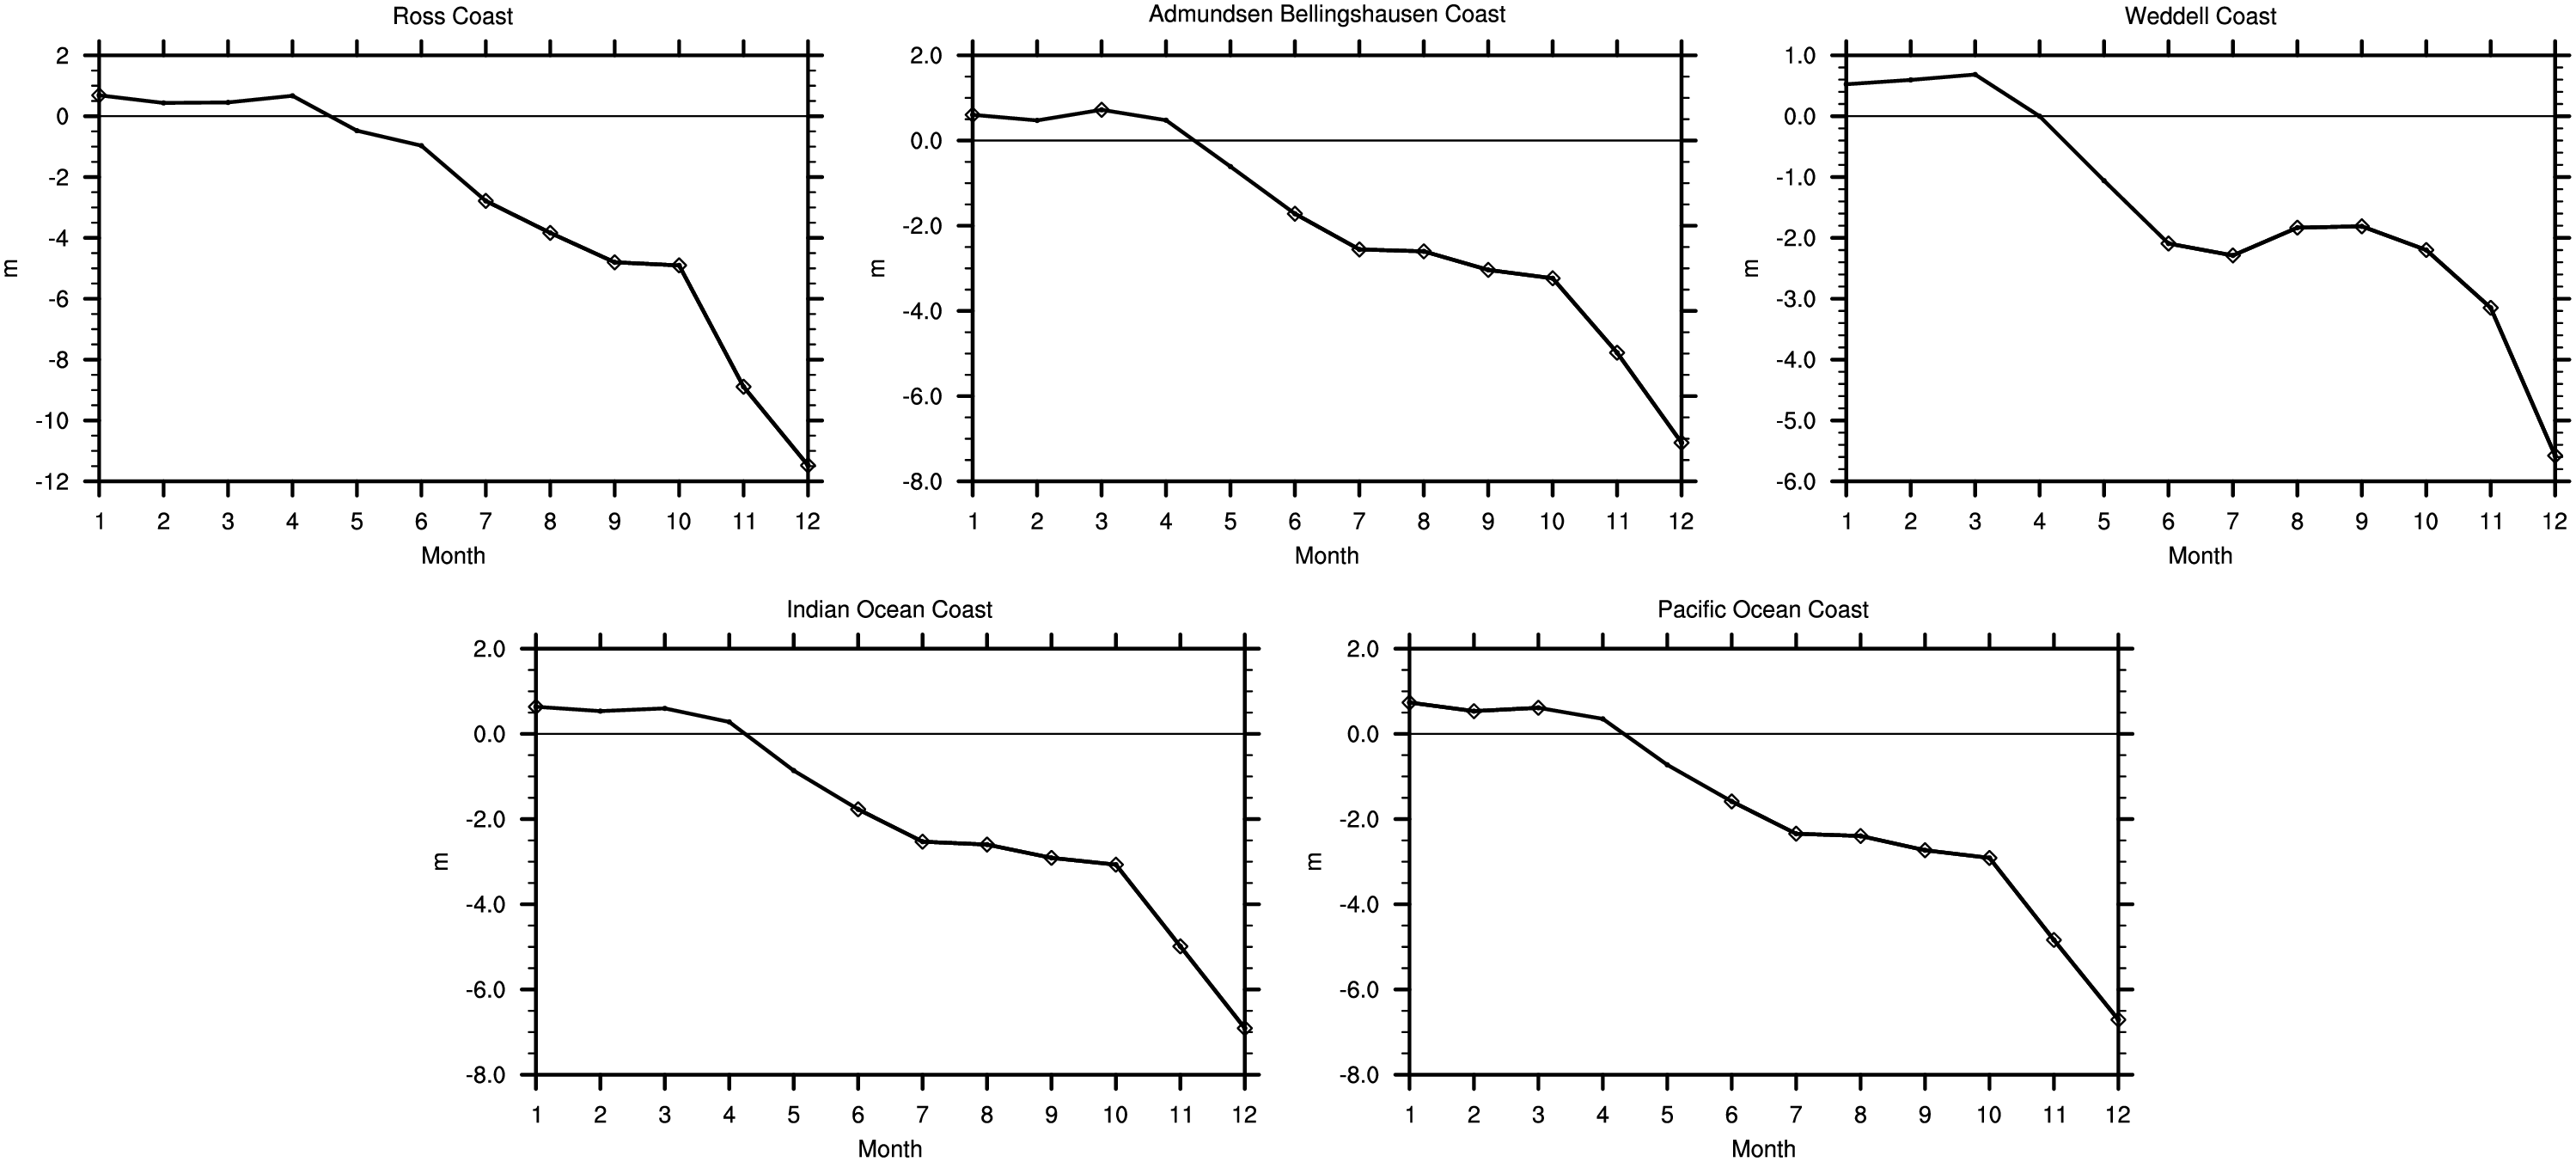 Ross Coast
2
0
-2
-4
-6
-8
-10
-12
m
1 2 3 4 5 6 7 8 9 10 11 12
Month
Admundsen Bellingshausen Coast
2.0
0.0
-2.0
-4.0
-6.0
-8.0
m
1 2 3 4 5 6 7 8 9 10 11 12
Month
Weddell Coast
1.0
0.0
-1.0
-2.0
-3.0
-4.0
-5.0
-6.0
m
1 2 3 4 5 6 7 8 9 10 11 12
Month
Indian Ocean Coast
2.0
0.0
-2.0
-4.0
-6.0
-8.0
m
1 2 3 4 5 6 7 8 9 10 11 12
Month
Pacific Ocean Coast
2.0
0.0
-2.0
-4.0
-6.0
-8.0
m
1 2 3 4 5 6 7 8 9 10 11 12
Month